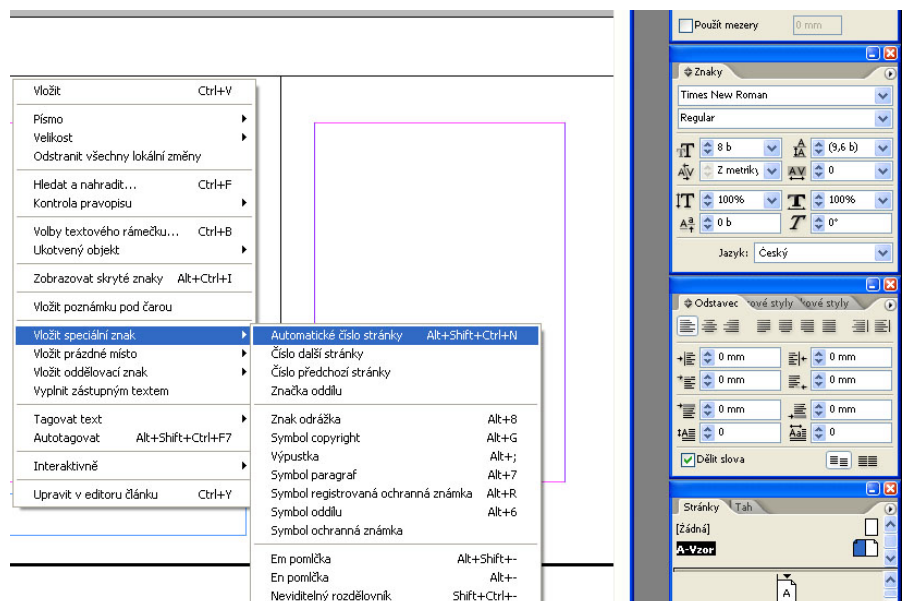 Vložit Ctrl+V
Písmo
Velikost
Odstranit všechny lokální změny
Hledat a nahradit... Ctrl+F
Kontrola pravopisu
Volby textového rámečku... Ctrl+B
Ukotvený objekt
Zobrazovat skryté znaky Alt+Ctrl+I
Vložit poznámku pod čarou
Vložit speciální znak
Vložit prázdné místo
Vložit oddělovací znak
Vyplnit zástupným textem
Tagovat text
Autotagovat Alt+Shift+Ctrl+F7
Interaktivně
Upravit v editoru článku Ctrl+Y
Automatické číslo stránky Alt+Shift+Ctrl+N
Číslo další stránky
Číslo předchozí stránky
Značka oddílu
Znak odrážka Alt+8
Symbol copyright Alt+G
Výpustka Alt+;
Symbol paragraf Alt+7
Symbol registrovaná ochranná známka Alt+R
Symbol oddílu Alt+6
Symbol ochranná známka
Em pomlčka Alt+Shift+-
En pomlčka Alt+-
Neviditelný rozdělovník Shift+Ctrl+-
Použít mezery 0 mm
Znaky
Times New Roman
Regular
8 b (9,6 b)
Z metriky 0
100% 100%
0 b 0°
Jazyk: Český
Odstavec kové styly kové styly
0 mm 0 mm
0 mm 0 mm
0 mm 0 mm
0 0
Dělit slova
Stránky Tah
[Žádná]
A-Vzor
A